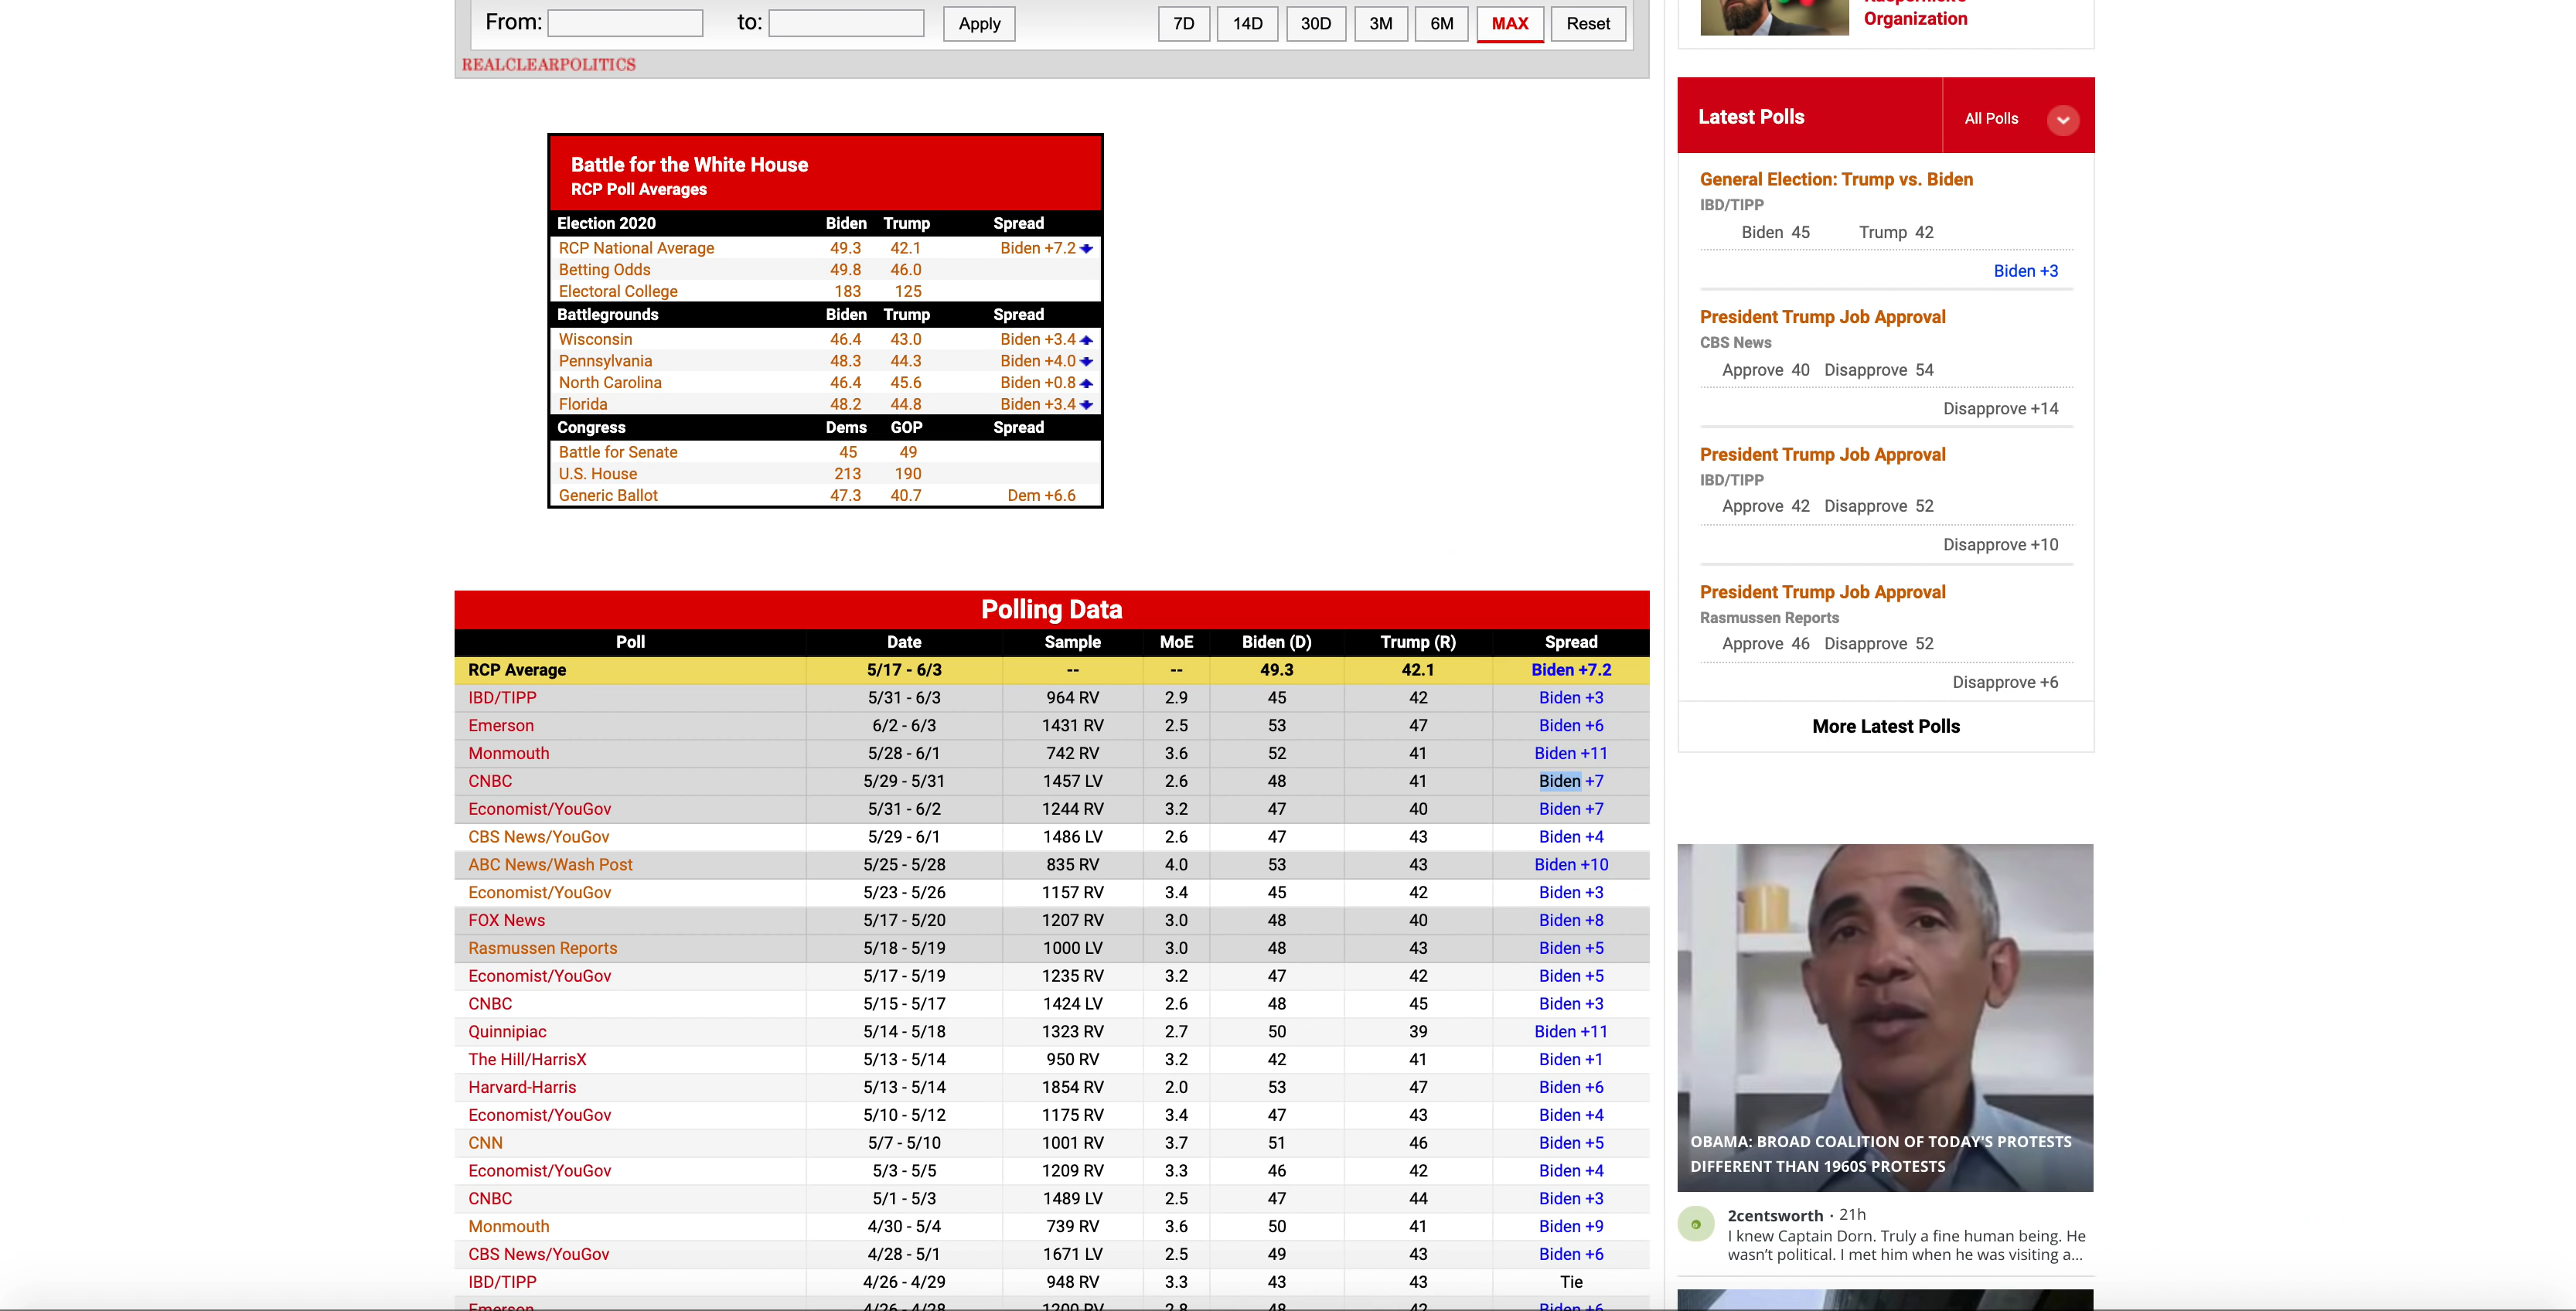 From: to: Apply 7D 14D 30D 3M 6M MAX Reset
REALCLEARPOLITICS
Battle for the White House
RCP Poll Averages
Election 2020 Biden Trump Spread
RCP National Average 49.3 42.1 Biden +7.2
Betting Odds 49.8 46.0
Electoral College 183 125
Battlegrounds Biden Trump Spread
Wisconsin 46.4 43.0 Biden +3.4
Pennsylvania 48.3 44.3 Biden +4.0
North Carolina 46.4 45.6 Biden +0.8
Florida 48.2 44.8 Biden +3.4
Congress Dems GOP Spread
Battle for Senate 45 49
U.S. House 213 190
Generic Ballot 47.3 40.7 Dem +6.6
Polling Data
Poll Date Sample MoE Biden (D) Trump (R) Spread
RCP Average 5/17 - 6/3 -- -- 49.3 42.1 Biden +7.2
IBD/TIPP 5/31 - 6/3 964 RV 2.9 45 42 Biden +3
Emerson 6/2 - 6/3 1431 RV 2.5 53 47 Biden +6
Monmouth 5/28 - 6/1 742 RV 3.6 52 41 Biden +11
CNBC 5/29 - 5/31 1457 LV 2.6 48 41 Biden +7
Economist/YouGov 5/31 - 6/2 1244 RV 3.2 47 40 Biden +7
CBS News/YouGov 5/29 - 6/1 1486 LV 2.6 47 43 Biden +4
ABC News/Wash Post 5/25 - 5/28 835 RV 4.0 53 43 Biden +10
Economist/YouGov 5/23 - 5/26 1157 RV 3.4 45 42 Biden +3
FOX News 5/17 - 5/20 1207 RV 3.0 48 40 Biden +8
Rasmussen Reports 5/18 - 5/19 1000 LV 3.0 48 43 Biden +5
Economist/YouGov 5/17 - 5/19 1235 RV 3.2 47 42 Biden +5
CNBC 5/15 - 5/17 1424 LV 2.6 48 45 Biden +3
Quinnipiac 5/14 - 5/18 1323 RV 2.7 50 39 Biden +11
The Hill/HarrisX 5/13 - 5/14 950 RV 3.2 42 41 Biden +1
Harvard-Harris 5/13 - 5/14 1854 RV 2.0 53 47 Biden +6
Economist/YouGov 5/10 - 5/12 1175 RV 3.4 47 43 Biden +4
CNN 5/7 - 5/10 1001 RV 3.7 51 46 Biden +5
Economist/YouGov 5/3 - 5/5 1209 RV 3.3 46 42 Biden +4
CNBC 5/1 - 5/3 1489 LV 2.5 47 44 Biden +3
Monmouth 4/30 - 5/4 739 RV 3.6 50 41 Biden +9
CBS News/YouGov 4/28 - 5/1 1671 LV 2.5 49 43 Biden +6
IBD/TIPP 4/26 - 4/29 948 RV 3.3 43 43 Tie
Emerson 4/26 - 4/28 1200 RV 2.8 48 42 Biden +6
Organization
Latest Polls All Polls
General Election: Trump vs. Biden
IBD/TIPP
Biden 45 Trump 42
Biden +3
President Trump Job Approval
CBS News
Approve 40 Disapprove 54
Disapprove +14
President Trump Job Approval
IBD/TIPP
Approve 42 Disapprove 52
Disapprove +10
President Trump Job Approval
Rasmussen Reports
Approve 46 Disapprove 52
Disapprove +6
More Latest Polls
OBAMA: BROAD COALITION OF TODAY'S PROTESTS
DIFFERENT THAN 1960S PROTESTS
2centsworth · 21h
I knew Captain Dorn. Truly a fine human being. He
wasn't political. I met him when he was visiting a...